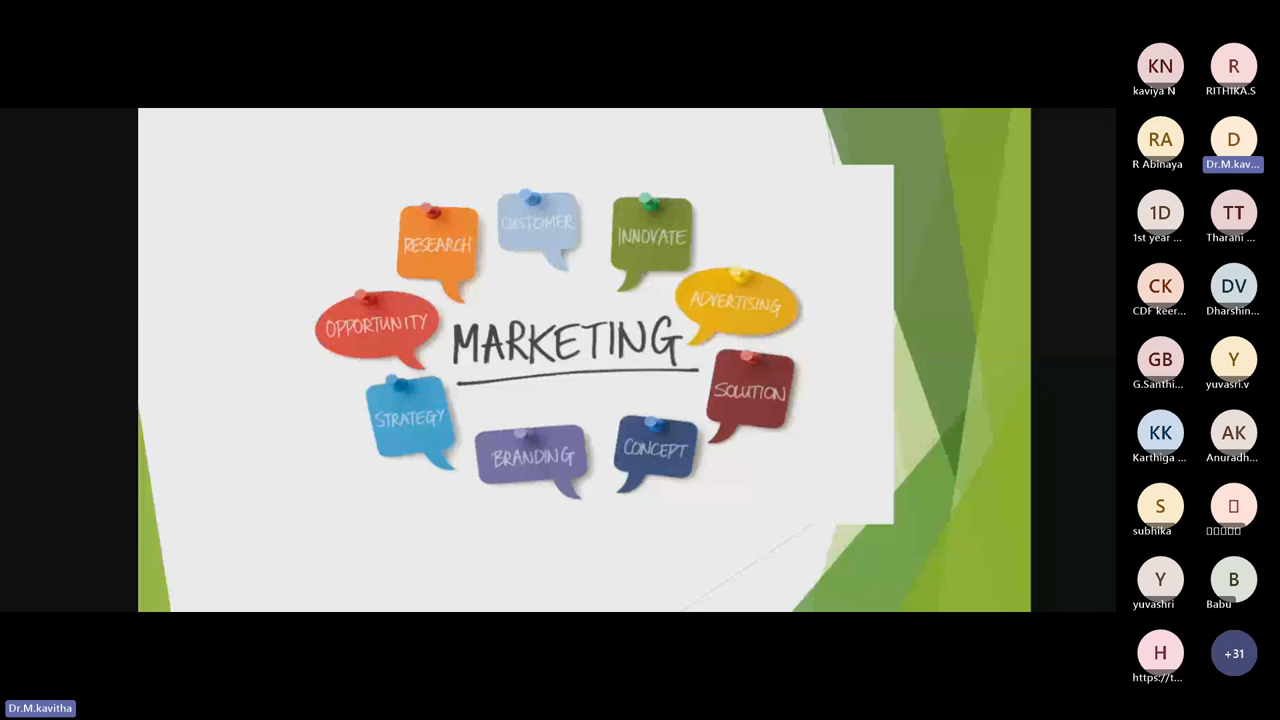 CUSTOMER
RESEARCH
INNOVATE
ADVERTISING
OPPORTUNITY
MARKETING
SOLUTION
STRATEGY
BRANDING
CONCEPT
KN
kaviya N
R
RITHIKA.S
RA
R Abinaya
D
Dr.M.kav...
1D
1st year ...
TT
Tharani ...
CK
CDF keer...
DV
Dharshin...
GB
G.Santhi...
Y
yuvasri.v
KK
Karthiga ...
AK
Anuradh...
S
subhika
Y
yuvashri
B
Babu
H
https://t...
+31
Dr.M.kavitha